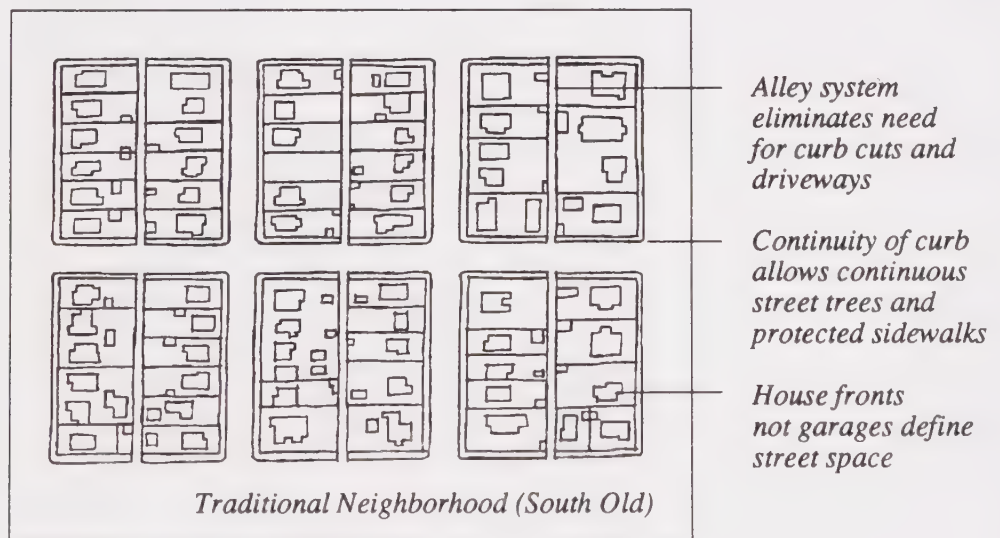 Alley system
eliminates need
for curb cuts and
driveways
Continuity of curb
allows continuous
street trees and
protected sidewalks
House fronts
not garages define
street space
Traditional Neighborhood (South Old)